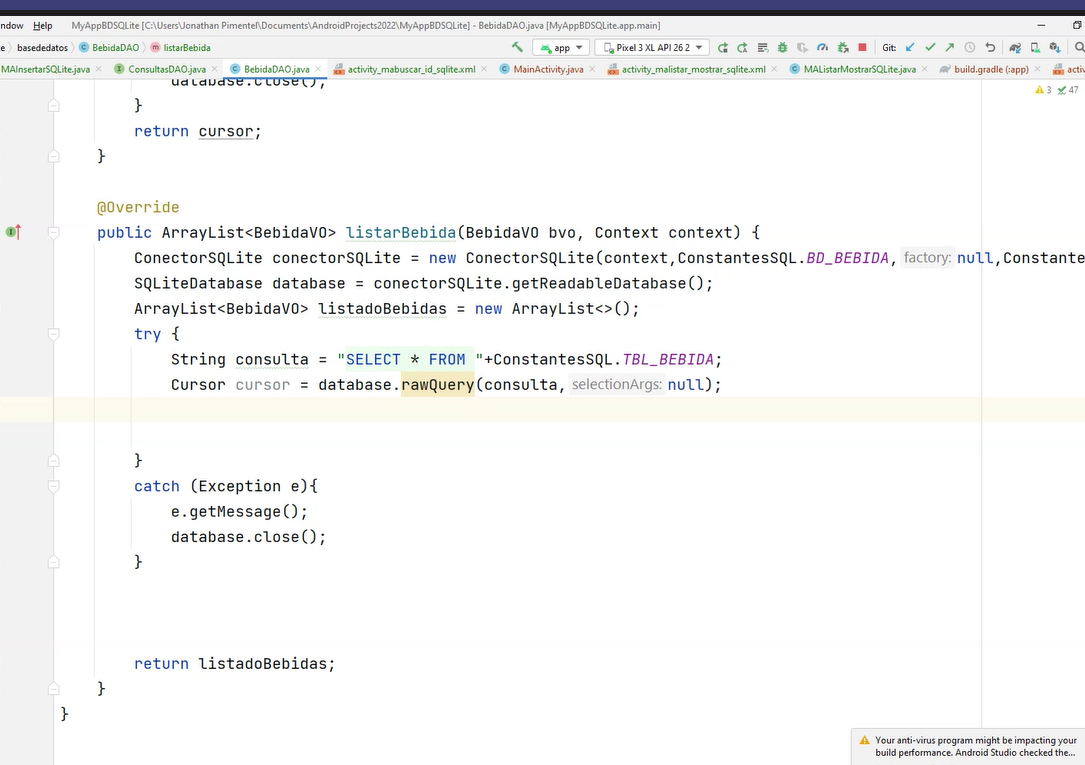 ndow Help MyAppBDSQLite [C:\Users\Jonathan Pimentel\Documents\AndroidProjects2022\MyAppBDSQLite] - BebidaDAO.java [MyAppBDSQLite.app.main]
e basededatos BebidaDAO listarBebida app Pixel 3 XL API 26 2 Git:
MAInsertarSQLite.java ConsultasDAO.java BebidaDAO.java activity_mabuscar_id_sqlite.xml MainActivity.java activity_malistar_mostrar_sqlite.xml MAListarMostrarSQLite.java build.gradle (:app) activ
database.close();
3 47
}
return cursor;
}
@Override
public ArrayList<BebidaVO> listarBebida(BebidaVO bvo, Context context) {
ConectorSQLite conectorSQLite = new ConectorSQLite(context,ConstantesSQL.BD_BEBIDA, factory: null,Constante
SQLiteDatabase database = conectorSQLite.getReadableDatabase();
ArrayList<BebidaVO> listadoBebidas = new ArrayList<>();
try {
String consulta = "SELECT * FROM "+ConstantesSQL.TBL_BEBIDA;
Cursor cursor = database.rawQuery(consulta, selectionArgs: null);
}
catch (Exception e){
e.getMessage();
database.close();
}
return listadoBebidas;
}
}
Your anti-virus program might be impacting your
build performance. Android Studio checked the...